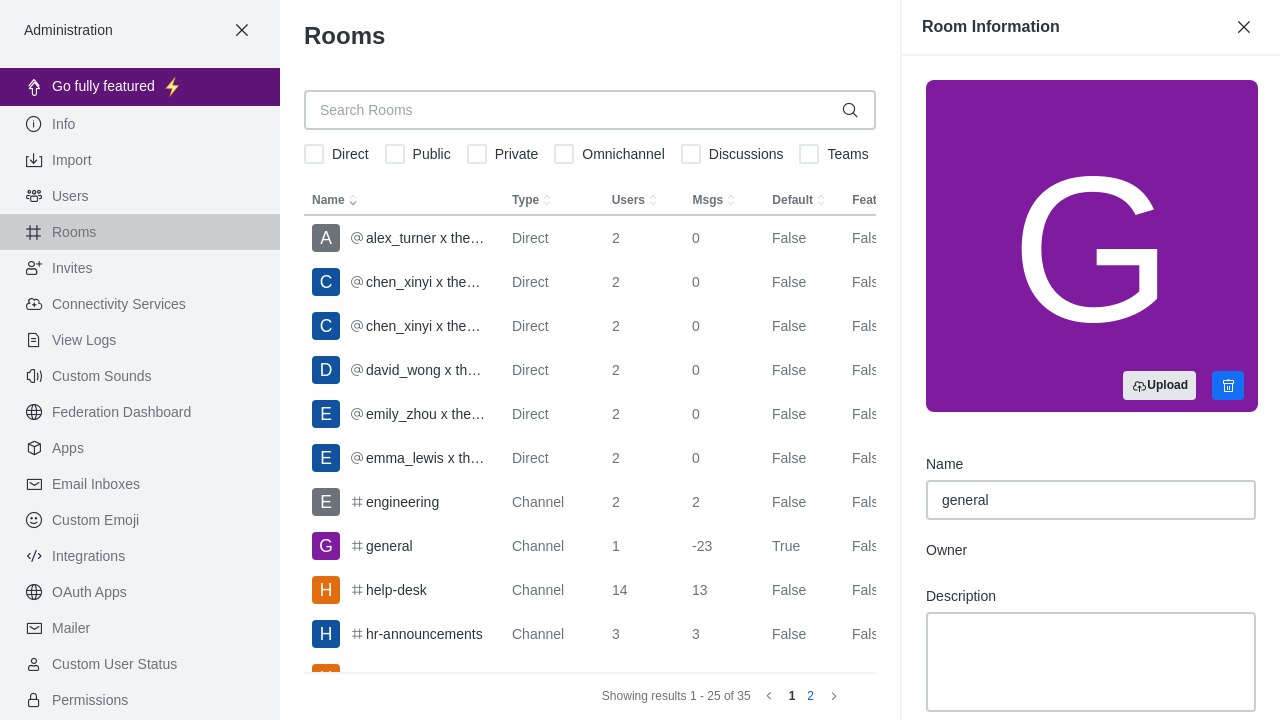 Administration
Go fully featured
Info
Import
Users
Rooms
Invites
Connectivity Services
View Logs
Custom Sounds
Federation Dashboard
Apps
Email Inboxes
Custom Emoji
Integrations
OAuth Apps
Mailer
Custom User Status
Permissions
Rooms
Search Rooms
Direct Public Private Omnichannel Discussions Teams
Name Type Users Msgs Default Feat
A @ alex_turner x the… Direct 2 0 False Fals
C @ chen_xinyi x the… Direct 2 0 False Fals
C @ chen_xinyi x the… Direct 2 0 False Fals
D @ david_wong x th… Direct 2 0 False Fals
E @ emily_zhou x the… Direct 2 0 False Fals
E @ emma_lewis x th… Direct 2 0 False Fals
E # engineering Channel 2 2 False Fals
G # general Channel 1 -23 True Fals
H # help-desk Channel 14 13 False Fals
H # hr-announcements Channel 3 3 False Fals
Showing results 1 - 25 of 35 1 2
Room Information
G
Upload
Name
general
Owner
Description